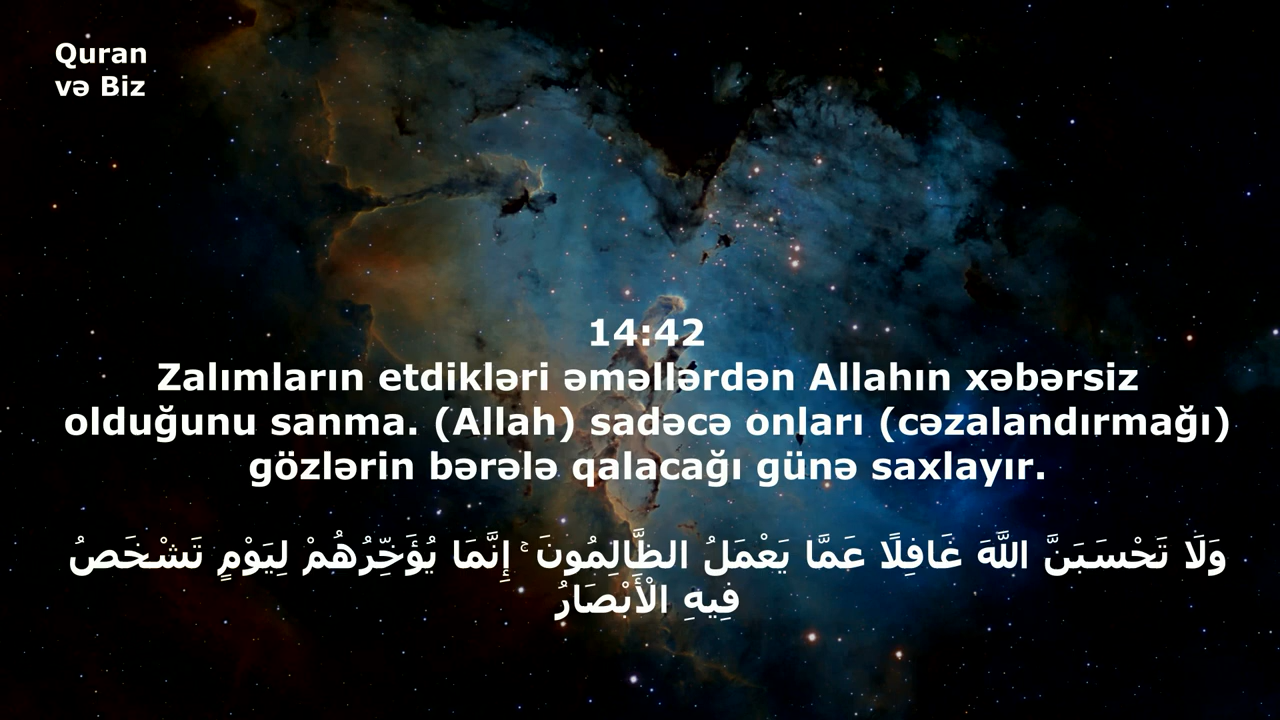 Quran
və Biz
14:42
Zalımların etdikləri əməllərdən Allahın xəbərsiz
olduğunu sanma. (Allah) sadəcə onları (cəzalandırmağı)
gözlərin bərələ qalacağı günə saxlayır.
وَلَا تَحْسَبَنَّ اللَّهَ غَافِلًا عَمَّا يَعْمَلُ الظَّالِمُونَ ۚ إِنَّمَا يُؤَخِّرُهُمْ لِيَوْمٍ تَشْخَصُ
فِيهِ الْأَبْصَارُ